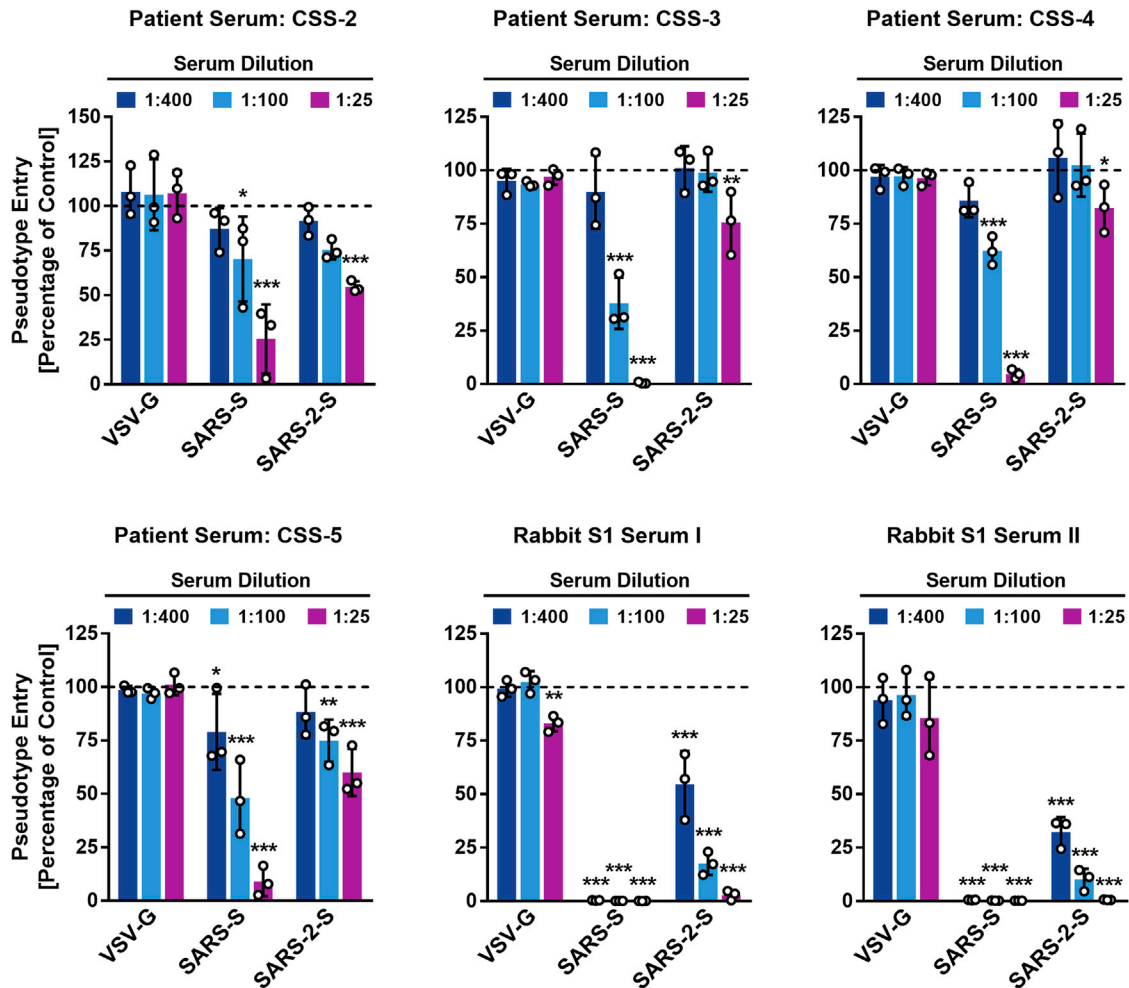 Patient Serum: CSS-2
Serum Dilution
1:400 1:100 1:25
Pseudotype Entry
[Percentage of Control]
150
125
100
75
50
25
0
* *** ***
VSV-G SARS-S SARS-2-S
Patient Serum: CSS-3
Serum Dilution
1:400 1:100 1:25
125
100
75
50
25
0
*** *** **
VSV-G SARS-S SARS-2-S
Patient Serum: CSS-4
Serum Dilution
1:400 1:100 1:25
125
100
75
50
25
0
*** *** *
VSV-G SARS-S SARS-2-S
Patient Serum: CSS-5
Serum Dilution
1:400 1:100 1:25
Pseudotype Entry
[Percentage of Control]
125
100
75
50
25
0
* *** *** ** ***
VSV-G SARS-S SARS-2-S
Rabbit S1 Serum I
Serum Dilution
1:400 1:100 1:25
125
100
75
50
25
0
** *** *** *** *** *** ***
VSV-G SARS-S SARS-2-S
Rabbit S1 Serum II
Serum Dilution
1:400 1:100 1:25
125
100
75
50
25
0
*** *** *** *** *** ***
VSV-G SARS-S SARS-2-S